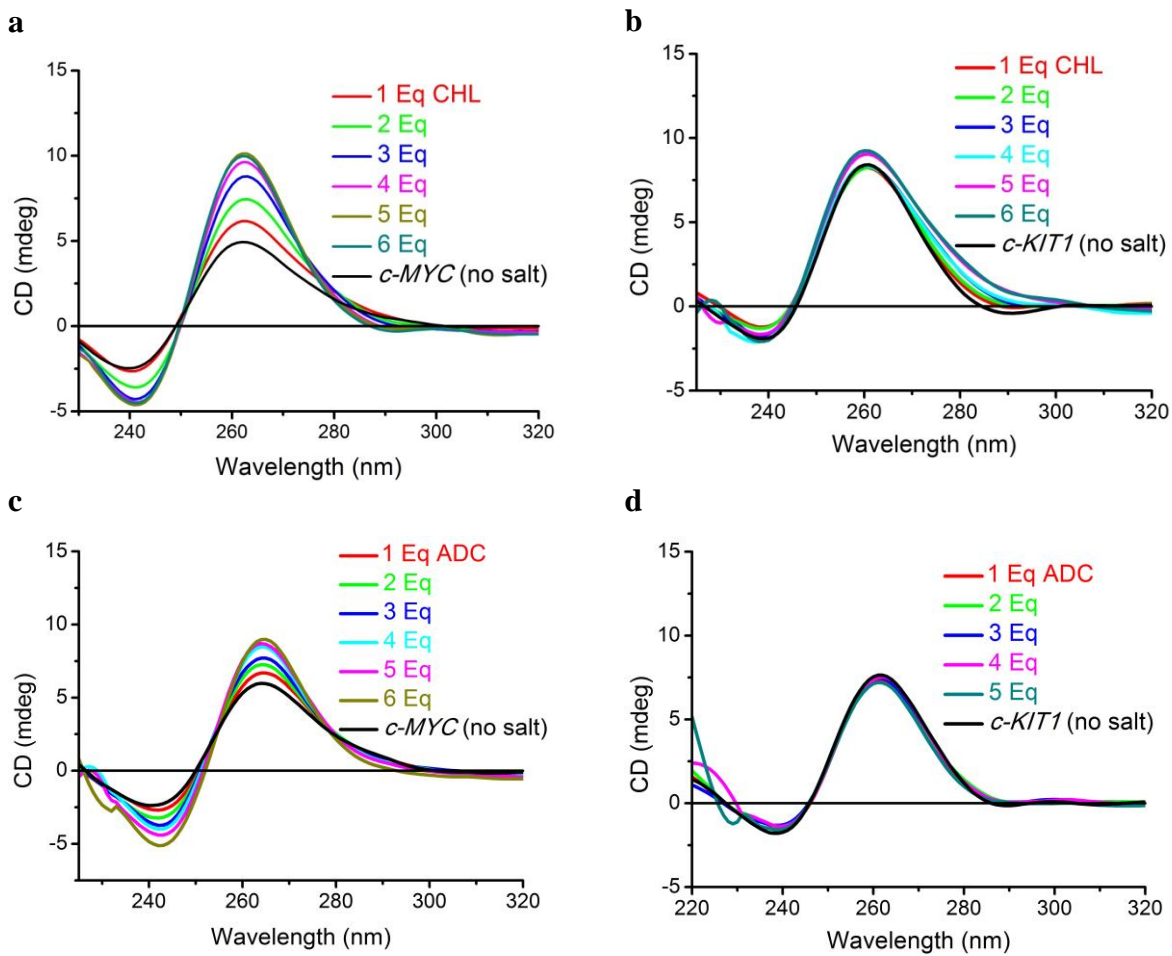 a
15
10
5
0
-5
CD (mdeg)
1 Eq CHL
2 Eq
3 Eq
4 Eq
5 Eq
6 Eq
c-MYC (no salt)
240 260 280 300 320
Wavelength (nm)
b
15
10
5
0
-5
CD (mdeg)
1 Eq CHL
2 Eq
3 Eq
4 Eq
5 Eq
6 Eq
c-KIT1 (no salt)
240 260 280 300 320
Wavelength (nm)
c
15
10
5
0
-5
CD (mdeg)
1 Eq ADC
2 Eq
3 Eq
4 Eq
5 Eq
6 Eq
c-MYC (no salt)
240 260 280 300 320
Wavelength (nm)
d
15
10
5
0
-5
CD (mdeg)
1 Eq ADC
2 Eq
3 Eq
4 Eq
5 Eq
c-KIT1 (no salt)
220 240 260 280 300 320
Wavelength (nm)